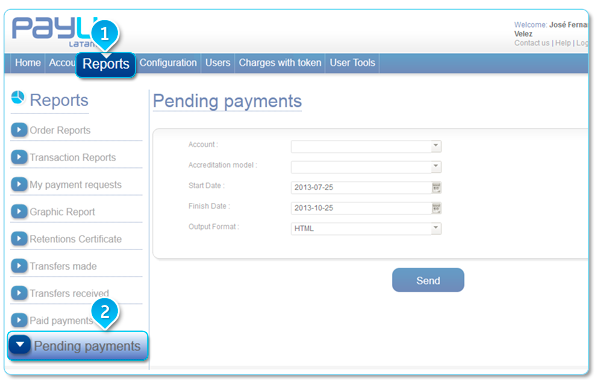 PayU
LATAM
Welcome: José Ferna
Velez
Contact us | Help | Log
1
Home Accou Reports Configuration Users Charges with token User Tools
Reports
Order Reports
Transaction Reports
My payment requests
Graphic Report
Retentions Certificate
Transfers made
Transfers received
Paid payments
2
Pending payments
Pending payments
Account :
Accreditation model :
Start Date : 2013-07-25
Finish Date : 2013-10-25
Output Format : HTML
Send